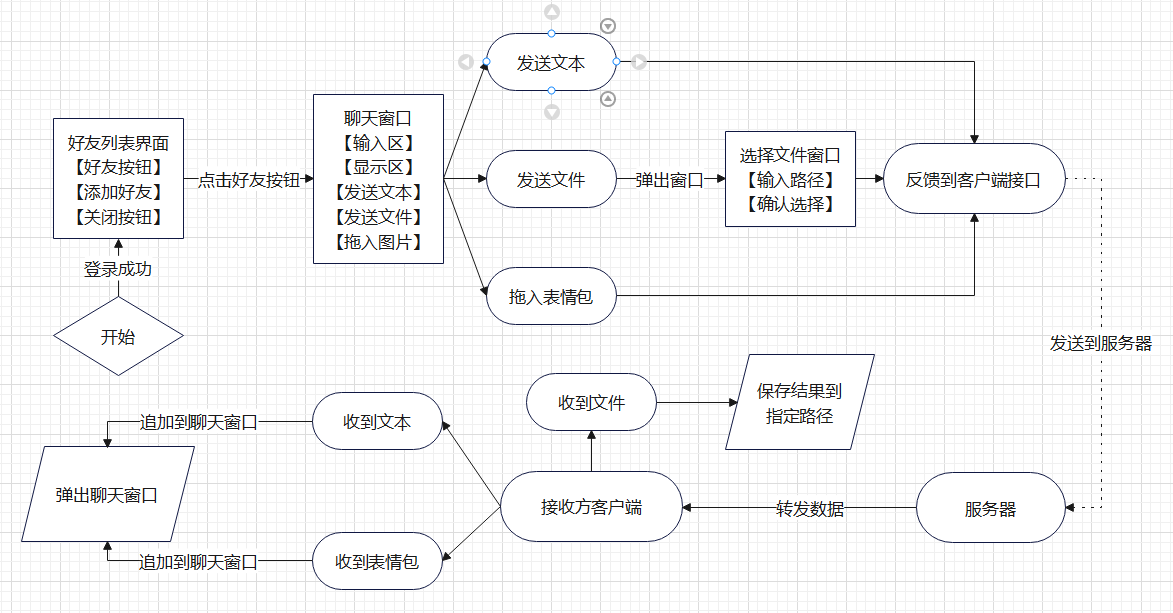 发送文本
聊天窗口
【输入区】
【显示区】
【发送文本】
【发送文件】
【拖入图片】
好友列表界面
【好友按钮】
【添加好友】
【关闭按钮】
点击好友按钮
发送文件
弹出窗口
选择文件窗口
【输入路径】
【确认选择】
反馈到客户端接口
登录成功
拖入表情包
开始
发送到服务器
收到文件
保存结果到
指定路径
追加到聊天窗口
收到文本
弹出聊天窗口
接收方客户端
转发数据
服务器
追加到聊天窗口
收到表情包